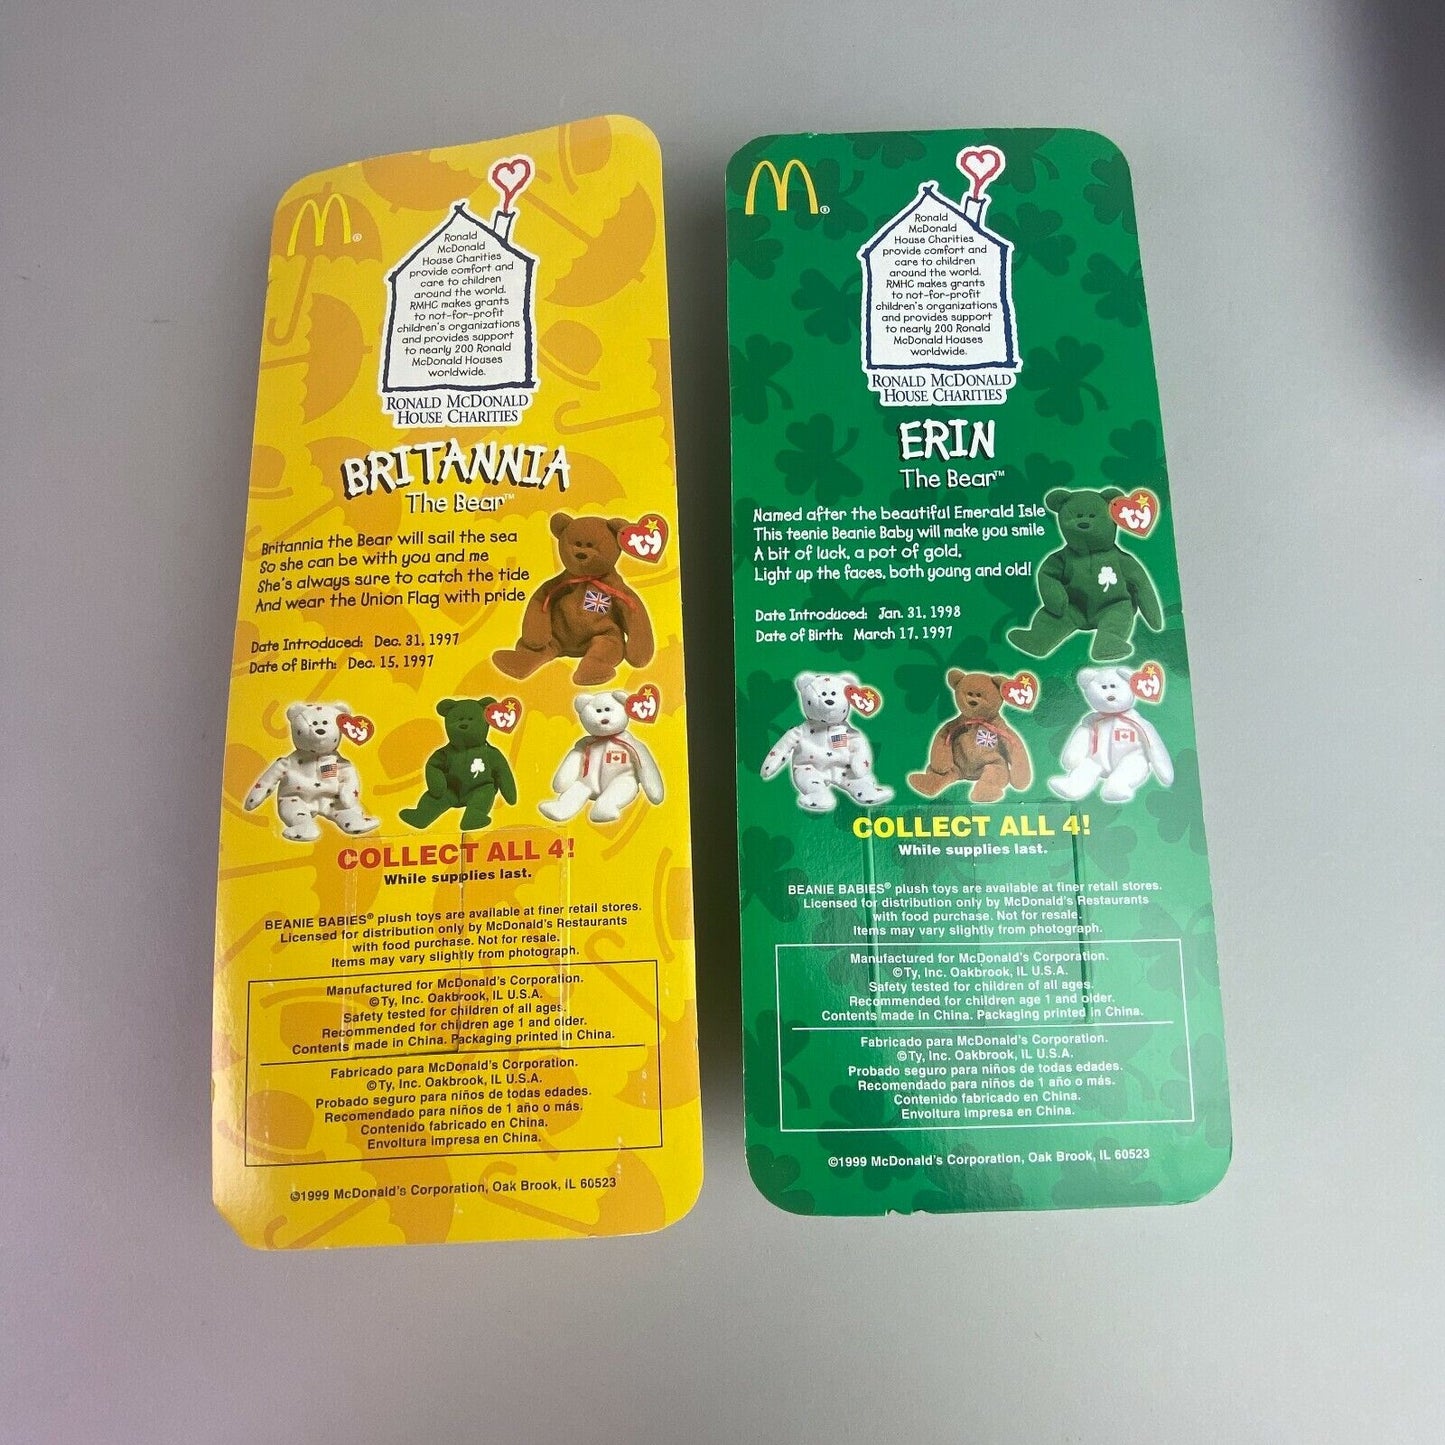 M®
Ronald
McDonald
House Charities
provide comfort and
care to children
around the world.
RMHC makes grants
to not-for-profit
children's organizations
and provides support
to nearly 200 Ronald
McDonald Houses
worldwide.
RONALD MCDONALD
HOUSE CHARITIES
BRITANNIA
The Bear™
Britannia the Bear will sail the sea
So she can be with you and me
She's always sure to catch the tide
And wear the Union Flag with pride
ty
Date Introduced: Dec. 31, 1997
Date of Birth: Dec. 15, 1997
ty
ty
ty
COLLECT ALL 4!
While supplies last.
BEANIE BABIES® plush toys are available at finer retail stores.
Licensed for distribution only by McDonald's Restaurants
with food purchase. Not for resale.
Items may vary slightly from photograph.
Manufactured for McDonald's Corporation.
©Ty, Inc. Oakbrook, IL U.S.A.
Safety tested for children of all ages.
Recommended for children age 1 and older.
Contents made in China. Packaging printed in China.
Fabricado para McDonald's Corporation.
©Ty, Inc. Oakbrook, IL U.S.A.
Probado seguro para niños de todas edades.
Recomendado para niños de 1 año o más.
Contenido fabricado en China.
Envoltura impresa en China.
©1999 McDonald's Corporation, Oak Brook, IL 60523
M®
Ronald
McDonald
House Charities
provide comfort and
care to children
around the world.
RMHC makes grants
to not-for-profit
children's organizations
and provides support
to nearly 200 Ronald
McDonald Houses
worldwide.
RONALD MCDONALD
HOUSE CHARITIES
ERIN
The Bear™
Named after the beautiful Emerald Isle
This teenie Beanie Baby will make you smile
A bit of luck, a pot of gold,
Light up the faces, both young and old!
ty
Date Introduced: Jan. 31, 1998
Date of Birth: March 17, 1997
ty
ty
ty
COLLECT ALL 4!
While supplies last.
BEANIE BABIES® plush toys are available at finer retail stores.
Licensed for distribution only by McDonald's Restaurants
with food purchase. Not for resale.
Items may vary slightly from photograph.
Manufactured for McDonald's Corporation.
©Ty, Inc. Oakbrook, IL U.S.A.
Safety tested for children of all ages.
Recommended for children age 1 and older.
Contents made in China. Packaging printed in China.
Fabricado para McDonald's Corporation.
©Ty, Inc. Oakbrook, IL U.S.A.
Probado seguro para niños de todas edades.
Recomendado para niños de 1 año o más.
Contenido fabricado en China.
Envoltura impresa en China.
©1999 McDonald's Corporation, Oak Brook, IL 60523